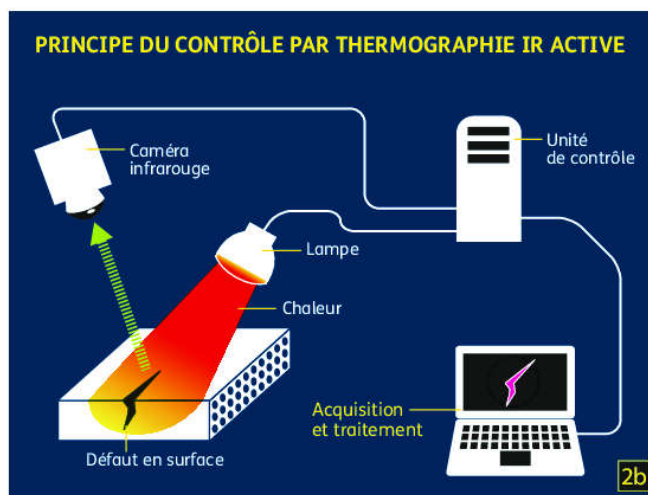 PRINCIPE DU CONTRÔLE PAR THERMOGRAPHIE IR ACTIVE
Caméra
infrarouge
Unité
de contrôle
Lampe
Chaleur
Acquisition
et traitement
Défaut en surface
2b